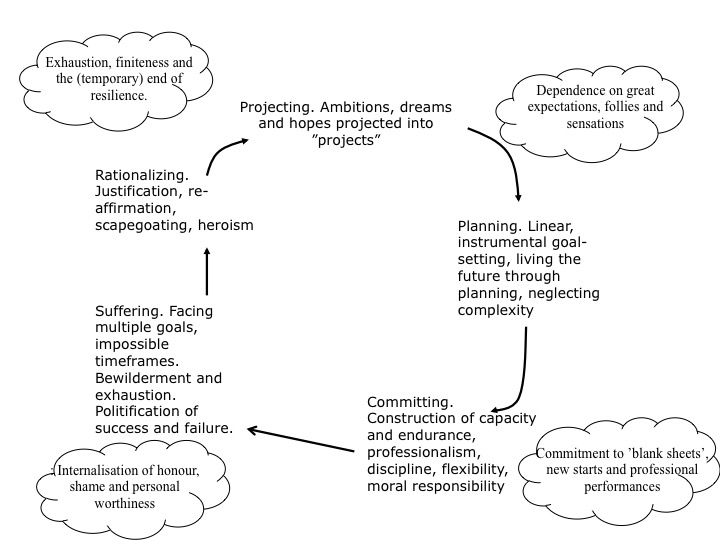 Exhaustion, finiteness and
the (temporary) end of
resilience.
Projecting. Ambitions, dreams
and hopes projected into
”projects”
Dependence on great
expectations, follies and
sensations
Rationalizing.
Justification, re-
affirmation,
scapegoating, heroism
Planning. Linear,
instrumental goal-
setting, living the
future through
planning, neglecting
complexity
Suffering. Facing
multiple goals,
impossible
timeframes.
Bewilderment and
exhaustion.
Politification of
success and failure.
Committing.
Construction of capacity
and endurance,
professionalism,
discipline, flexibility,
moral responsibility
Commitment to ’blank sheets’,
new starts and professional
performances
Internalisation of honour,
shame and personal
worthiness